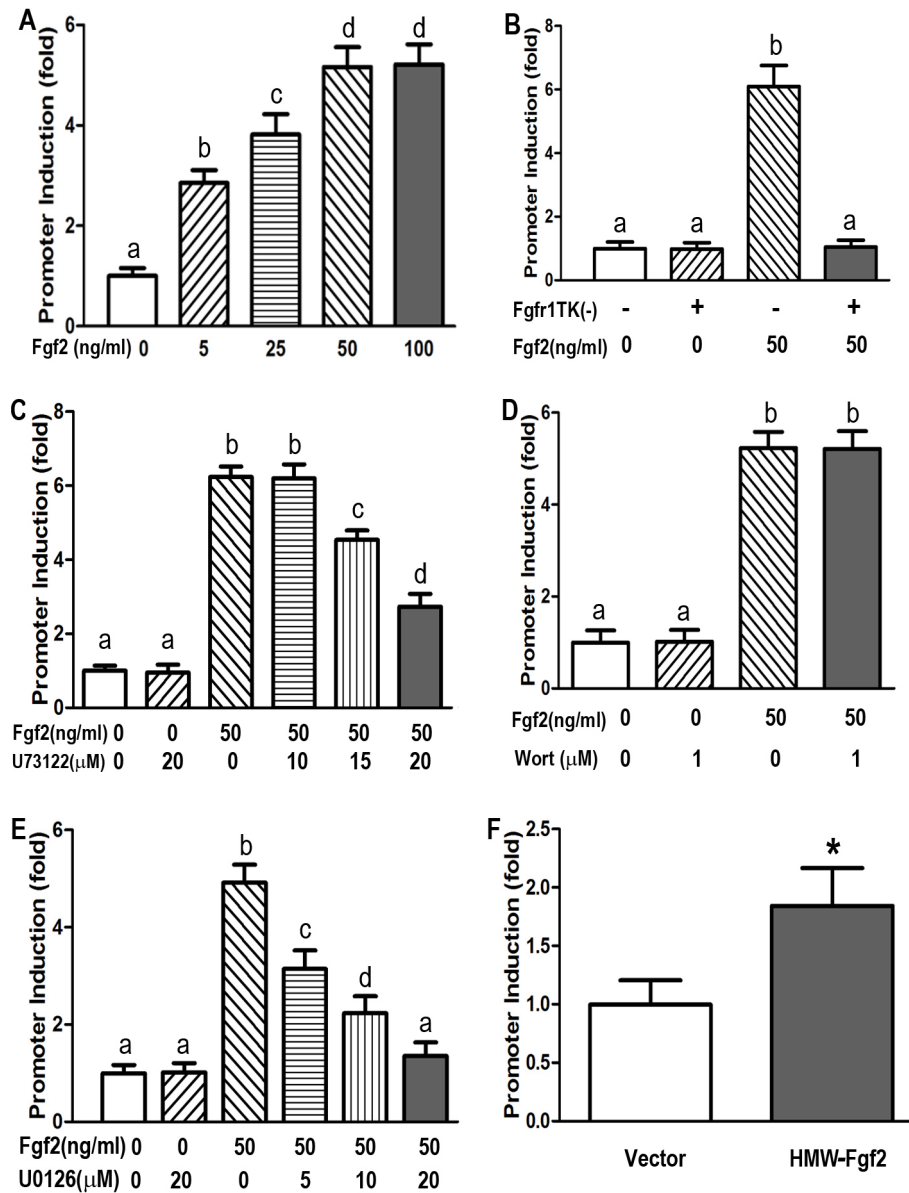 A
Promoter Induction (fold)
6
4
2
0
a
b
c
d
d
Fgf2 (ng/ml) 0 5 25 50 100
B
Promoter Induction (fold)
8
6
4
2
0
a
a
b
a
Fgfr1TK(-) - + - +
Fgf2(ng/ml) 0 0 50 50
C
Promoter Induction (fold)
8
6
4
2
0
a
a
b
b
c
d
Fgf2(ng/ml) 0 0 50 50 50 50
U73122(μM) 0 20 0 10 15 20
D
Promoter Induction (fold)
6
4
2
0
a
a
b
b
Fgf2(ng/ml) 0 0 50 50
Wort (μM) 0 1 0 1
E
Promoter Induction (fold)
6
4
2
0
a
a
b
c
d
a
Fgf2(ng/ml) 0 0 50 50 50 50
U0126(μM) 0 20 0 5 10 20
F
Promoter Induction (fold)
2.5
2.0
1.5
1.0
0.5
0.0
*
Vector HMW-Fgf2